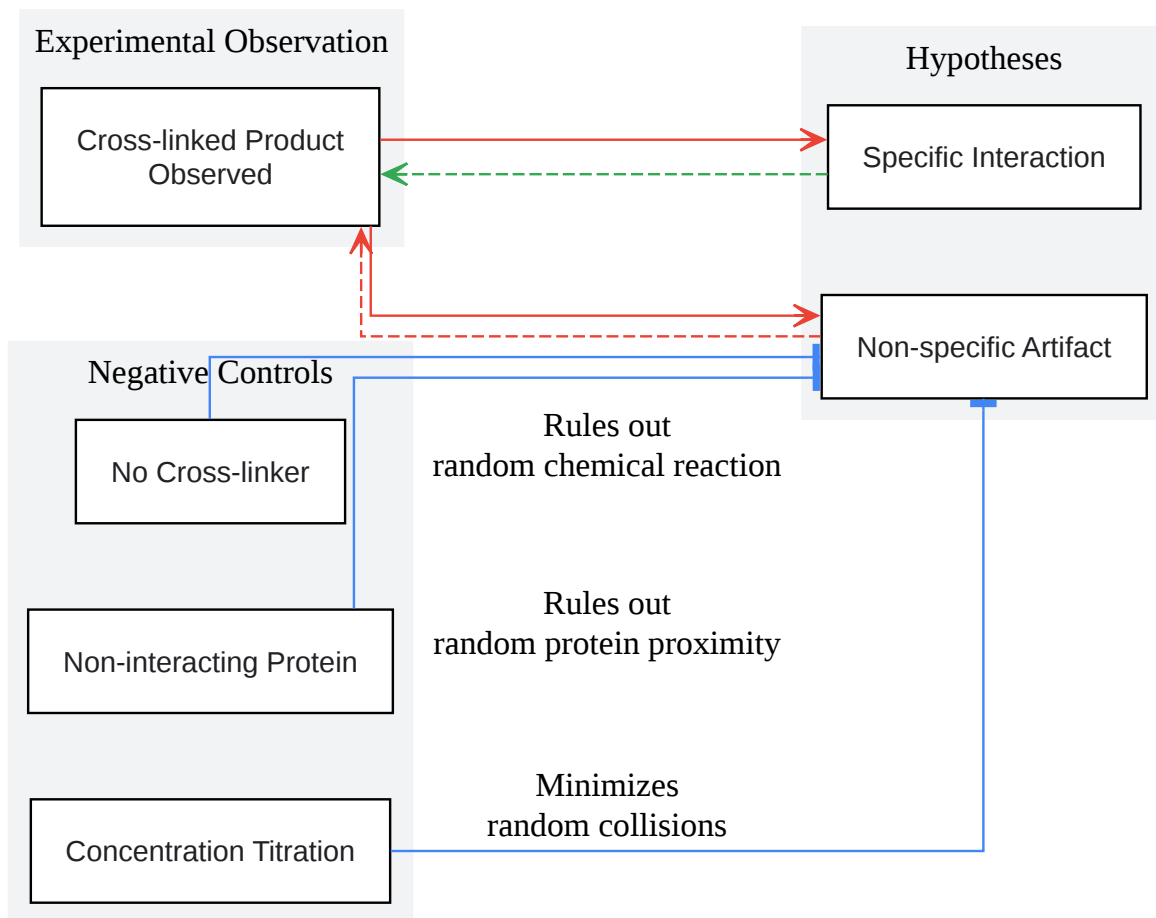 Experimental Observation
Cross-linked Product
Observed
Hypotheses
Specific Interaction
Non-specific Artifact
Negative Controls
No Cross-linker
Rules out
random chemical reaction
Non-interacting Protein
Rules out
random protein proximity
Concentration Titration
Minimizes
random collisions